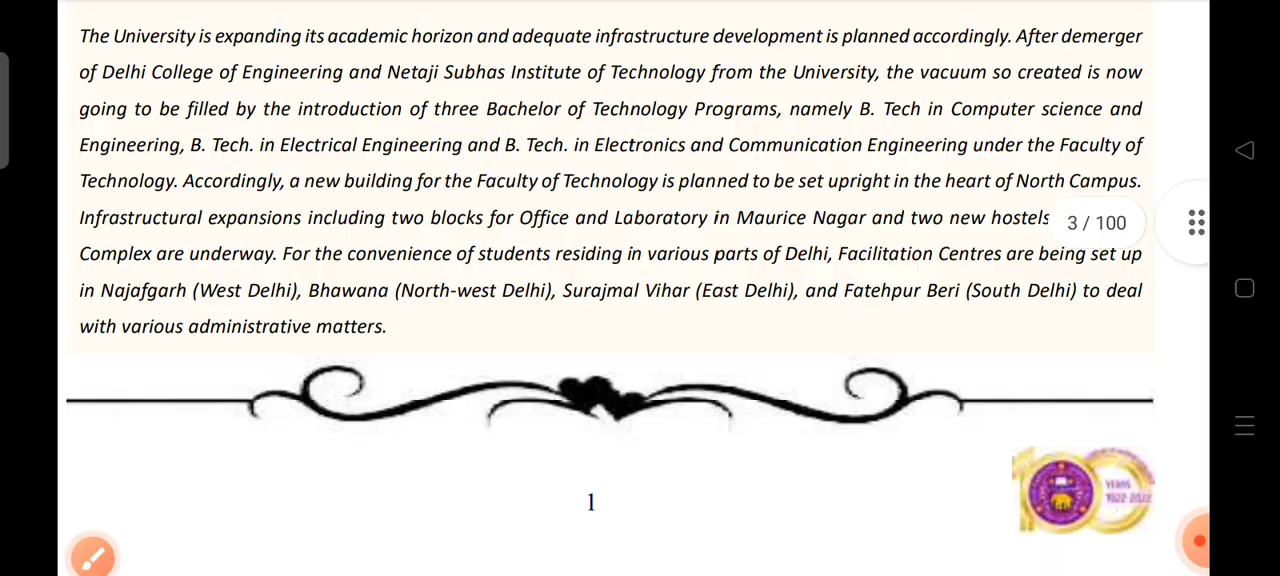 The University is expanding its academic horizon and adequate infrastructure development is planned accordingly. After demerger
of Delhi College of Engineering and Netaji Subhas Institute of Technology from the University, the vacuum so created is now
going to be filled by the introduction of three Bachelor of Technology Programs, namely B. Tech in Computer science and
Engineering, B. Tech. in Electrical Engineering and B. Tech. in Electronics and Communication Engineering under the Faculty of
Technology. Accordingly, a new building for the Faculty of Technology is planned to be set upright in the heart of North Campus.
Infrastructural expansions including two blocks for Office and Laboratory in Maurice Nagar and two new hostels
3 / 100
Complex are underway. For the convenience of students residing in various parts of Delhi, Facilitation Centres are being set up
in Najafgarh (West Delhi), Bhawana (North-west Delhi), Surajmal Vihar (East Delhi), and Fatehpur Beri (South Delhi) to deal
with various administrative matters.
100
YEARS
1922-2022
1